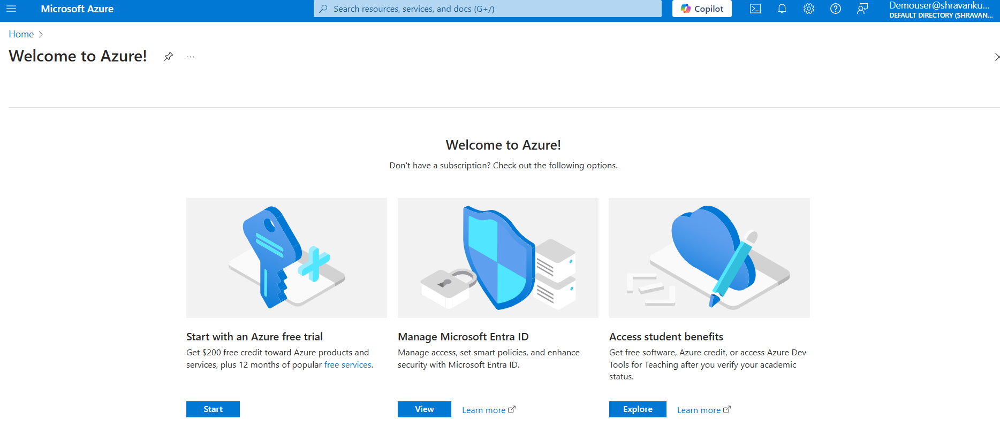 Microsoft Azure
Search resources, services, and docs (G+/)
Copilot
Demouser@shravanku...
DEFAULT DIRECTORY (SHRAVAN...
Home
Welcome to Azure!
...
Welcome to Azure!
Don't have a subscription? Check out the following options.
Start with an Azure free trial
Get $200 free credit toward Azure products and
services, plus 12 months of popular free services.
Start
Manage Microsoft Entra ID
Manage access, set smart policies, and enhance
security with Microsoft Entra ID.
View
Learn more
Access student benefits
Get free software, Azure credit, or access Azure Dev
Tools for Teaching after you verify your academic
status.
Explore
Learn more